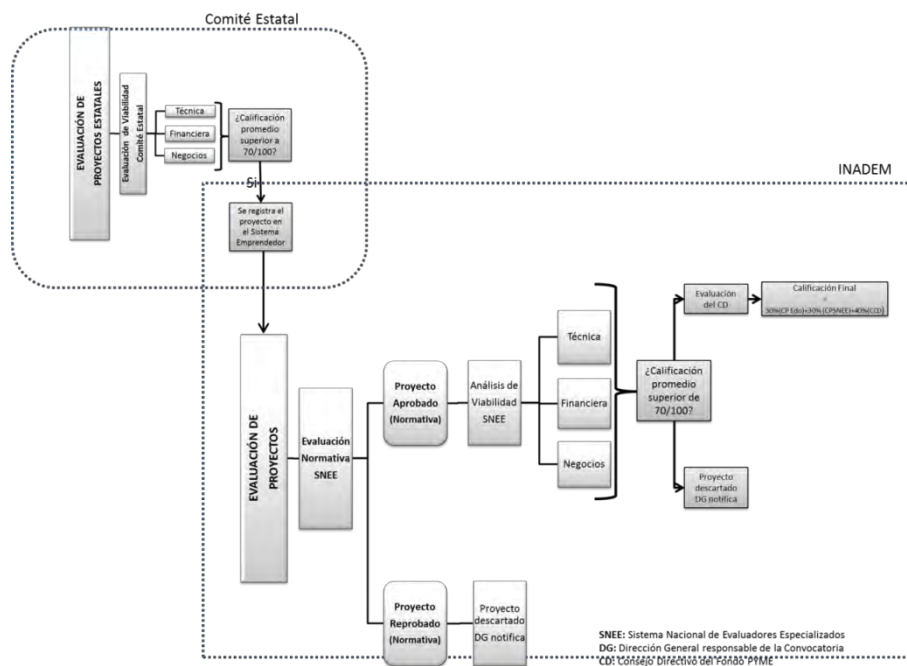 Comité Estatal
EVALUACIÓN DE
PROYECTOS ESTATALES
Evaluación de Viabilidad
Comité Estatal
Técnica
Financiera
Negocios
¿Calificación
promedio
superior a
70/100?
Si
INADEM
Se registra el
proyecto en
el Sistema
Emprendedor
EVALUACIÓN DE
PROYECTOS
Evaluación
Normativa
SNEE
Proyecto
Aprobado
(Normativa)
Análisis de
Viabilidad
SNEE
Técnica
Financiera
Negocios
¿Calificación
promedio
superior de
70/100?
Evaluación
del CD
Calificación Final
=
30%(CP Edo)+30%(CPSNEE)+40%(CCD)
Proyecto
descartado
DG notifica
Proyecto
Reprobado
(Normativa)
Proyecto
descartado
DG notifica
SNEE: Sistema Nacional de Evaluadores Especializados
DG: Dirección General responsable de la Convocatoria
CD: Consejo Directivo del Fondo PYME